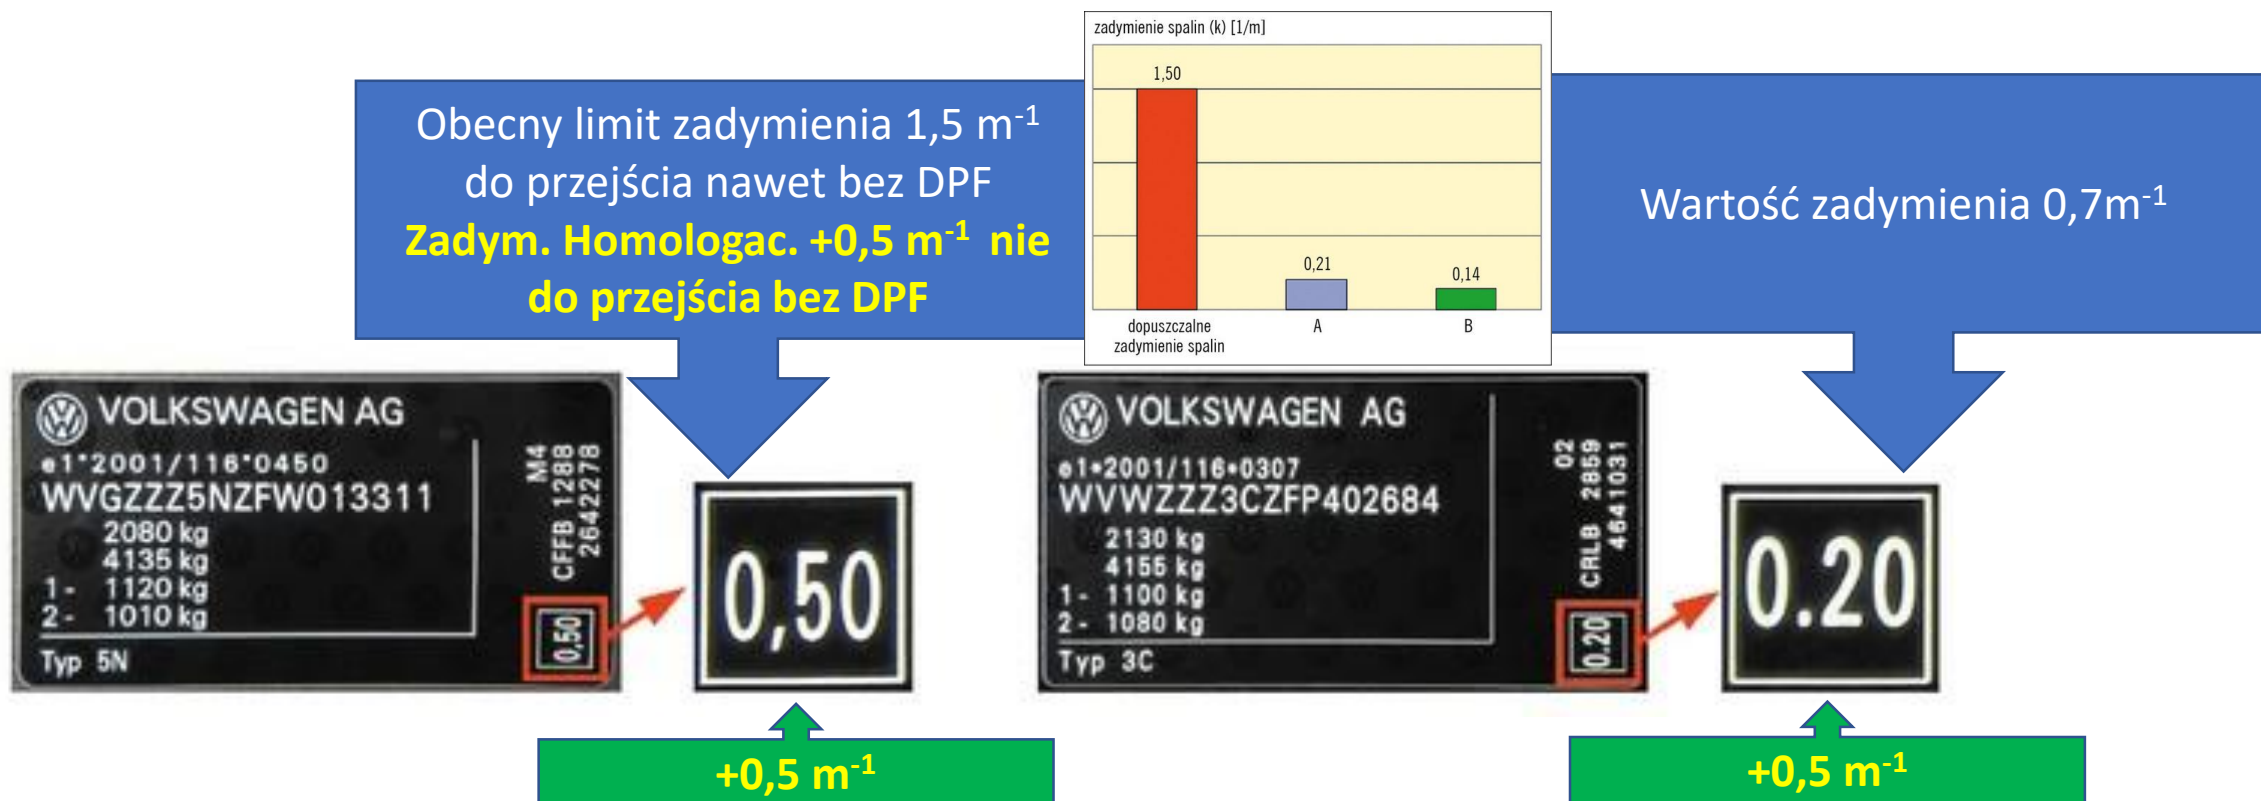 zadymienie spalin (k) [1/m]
1,50
0,21
0,14
dopuszczalne
zadymienie spalin
A
B
Obecny limit zadymienia 1,5 m⁻¹
do przejścia nawet bez DPF
Zadym. Homologac. +0,5 m⁻¹ nie
do przejścia bez DPF
Wartość zadymienia 0,7m⁻¹
VOLKSWAGEN AG
e1*2001/116*0450
WVGZZZ5NZFW013311
2080 kg
4135 kg
1- 1120 kg
2- 1010 kg
Typ 5N
M4
CFFB 1288
2642278
0,50
0,50
+0,5 m⁻¹
VOLKSWAGEN AG
e1*2001/116*0307
WVWZZZ3CZFP402684
2130 kg
4155 kg
1- 1100 kg
2- 1080 kg
Typ 3C
02
CRLB 2859
4641031
0.20
0.20
+0,5 m⁻¹